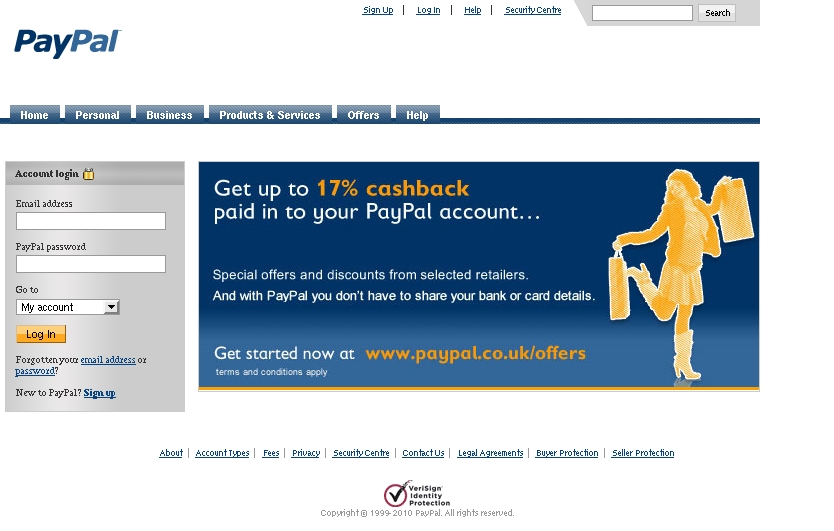 Sign Up | Log In | Help | Security Centre Search
PayPal
Home Personal Business Products & Services Offers Help
Account login
Email address
PayPal password
Go to
My account
Log In
Forgotten your email address or
password?
New to PayPal? Sign up
Get up to 17% cashback
paid in to your PayPal account...
Special offers and discounts from selected retailers.
And with PayPal you don't have to share your bank or card details.
Get started now at www.paypal.co.uk/offers
terms and conditions apply
About | Account Types | Fees | Privacy | Security Centre | Contact Us | Legal Agreements | Buyer Protection | Seller Protection
VeriSign
Identity
Protection
Copyright © 1999-2010 PayPal. All rights reserved.